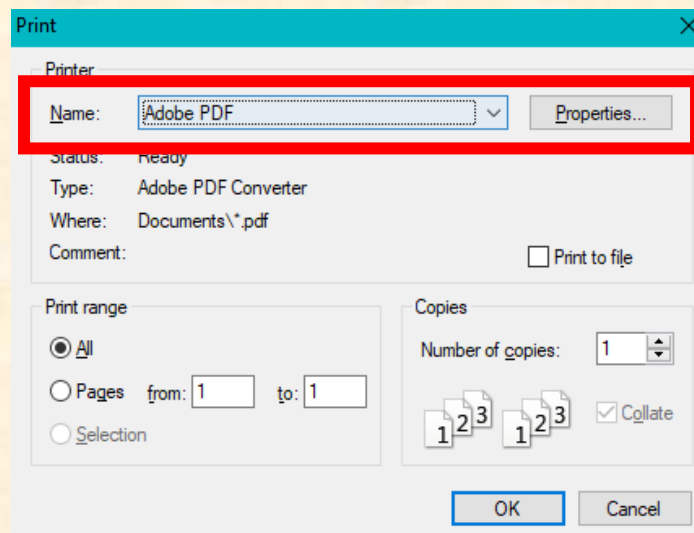 Print
Printer
Name: Adobe PDF Properties...
Status: Ready
Type: Adobe PDF Converter
Where: Documents\*.pdf
Comment: Print to file
Print range Copies
All Number of copies: 1
Pages from: 1 to: 1
1 2 3 1 2 3 Collate
Selection
OK Cancel